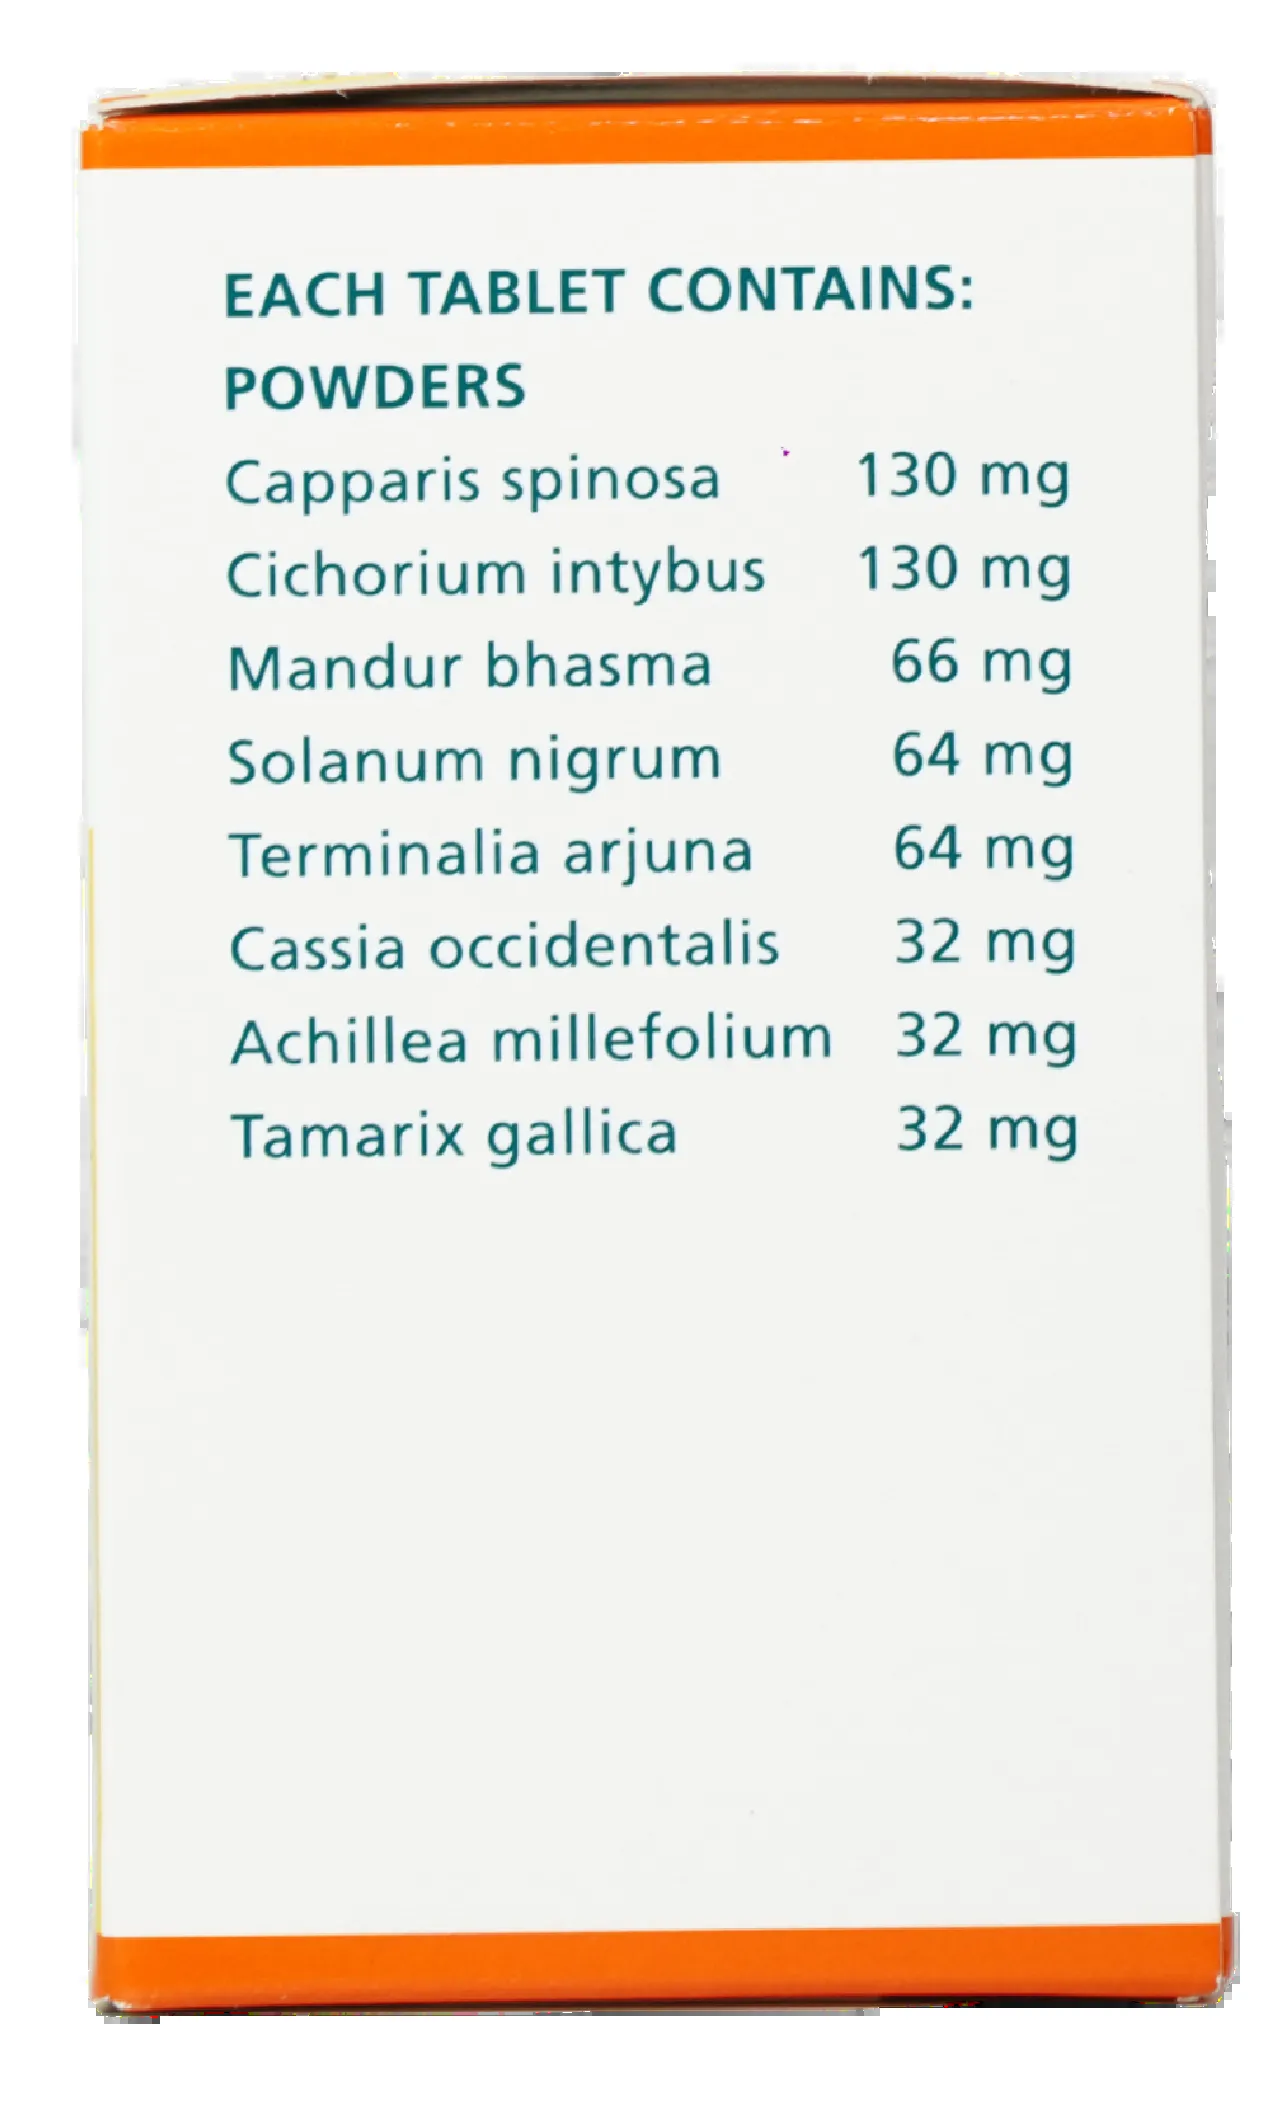 EACH TABLET CONTAINS:
POWDERS
Capparis spinosa 130 mg
Cichorium intybus 130 mg
Mandur bhasma 66 mg
Solanum nigrum 64 mg
Terminalia arjuna 64 mg
Cassia occidentalis 32 mg
Achillea millefolium 32 mg
Tamarix gallica 32 mg